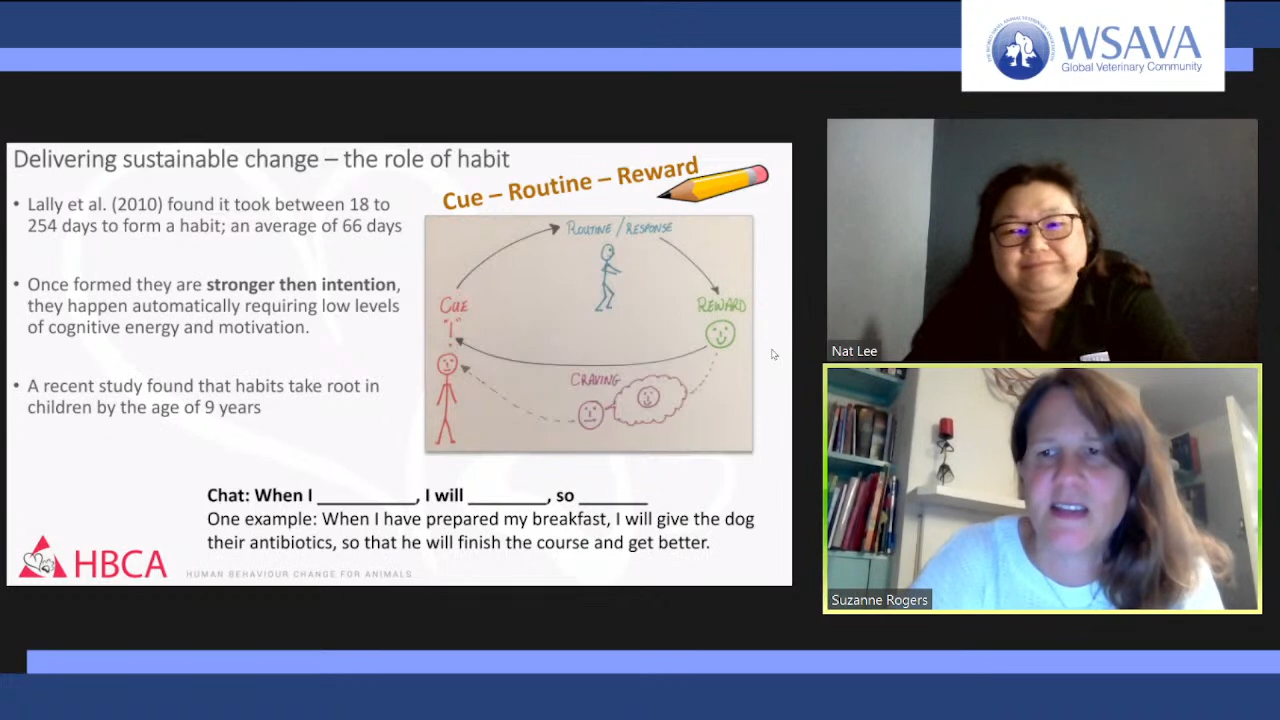 WSAVA
Global Veterinary Community
Delivering sustainable change – the role of habit
Cue – Routine – Reward
• Lally et al. (2010) found it took between 18 to
254 days to form a habit; an average of 66 days
• Once formed they are stronger then intention,
they happen automatically requiring low levels
of cognitive energy and motivation.
• A recent study found that habits take root in
children by the age of 9 years
ROUTINE / RESPONSE
CUE
"!"
REWARD
CRAVING
Chat: When I __________, I will ________, so _______
One example: When I have prepared my breakfast, I will give the dog
their antibiotics, so that he will finish the course and get better.
HBCA
HUMAN BEHAVIOUR CHANGE FOR ANIMALS
Nat Lee
Suzanne Rogers